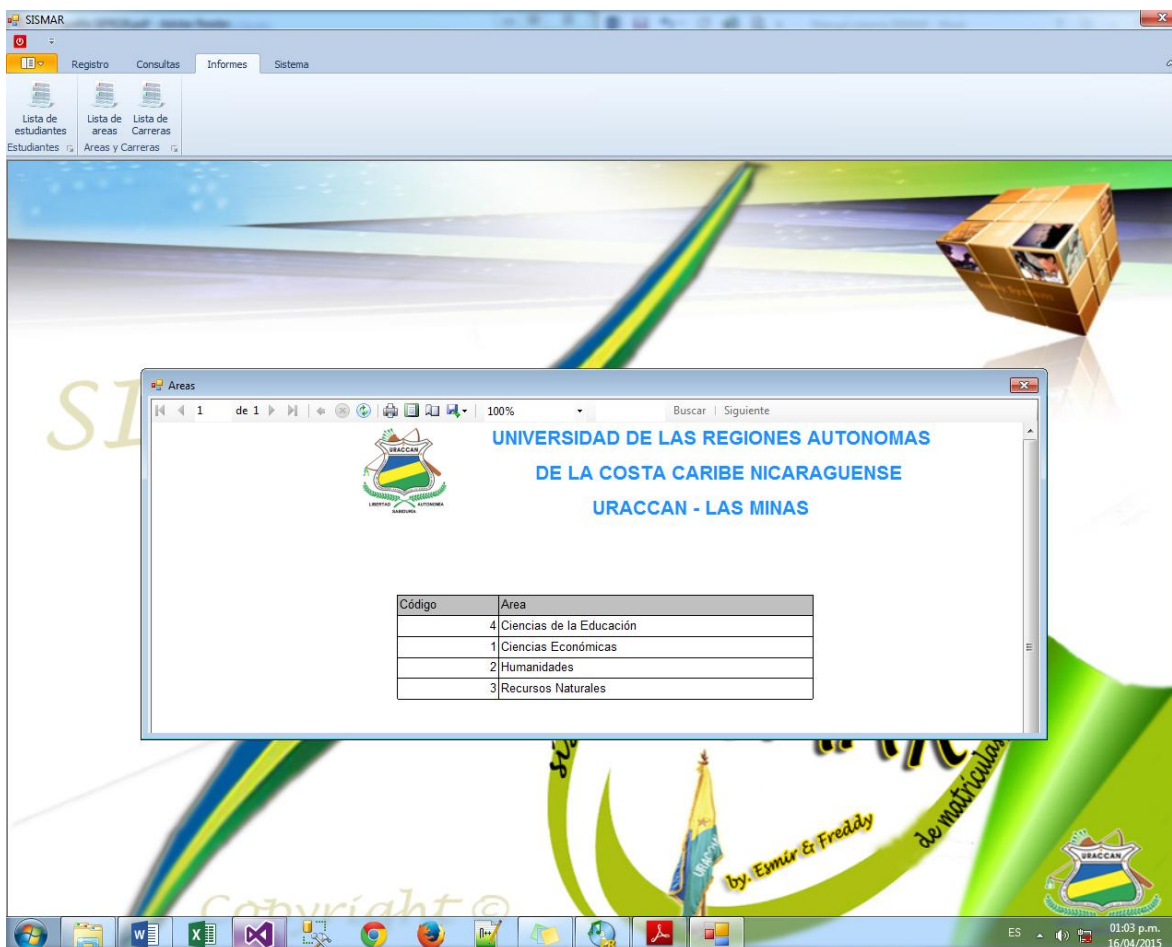 SISMAR
Registro Consultas Informes Sistema
Lista de estudiantes
Lista de areas
Lista de Carreras
Estudiantes
Areas y Carreras
Areas
1 de 1
100%
Buscar | Siguiente
URACCAN
LIBERTAD AUTONOMIA
SABIDURÍA
UNIVERSIDAD DE LAS REGIONES AUTONOMAS
DE LA COSTA CARIBE NICARAGUENSE
URACCAN - LAS MINAS
Código Area
4 Ciencias de la Educación
1 Ciencias Económicas
2 Humanidades
3 Recursos Naturales
de matrículas
by. Esmir & Freddy
URACCAN
Copyright ©
ES
01:03 p.m.
16/04/2015